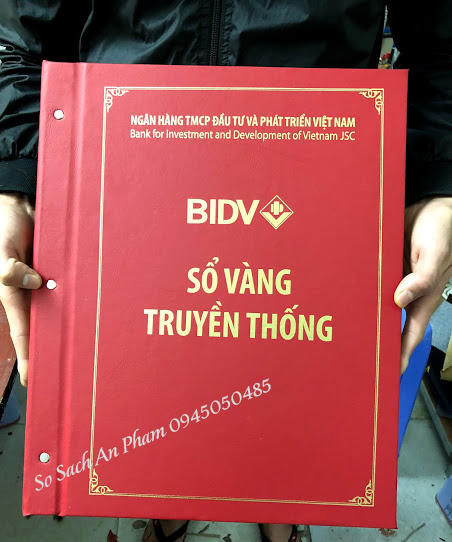 NGÂN HÀNG TMCP ĐẦU TƯ VÀ PHÁT TRIỂN VIỆT NAM
Bank for Investment and Development of Vietnam JSC
BIDV
SỔ VÀNG
TRUYỀN THỐNG
So Sach An Pham 0945050485